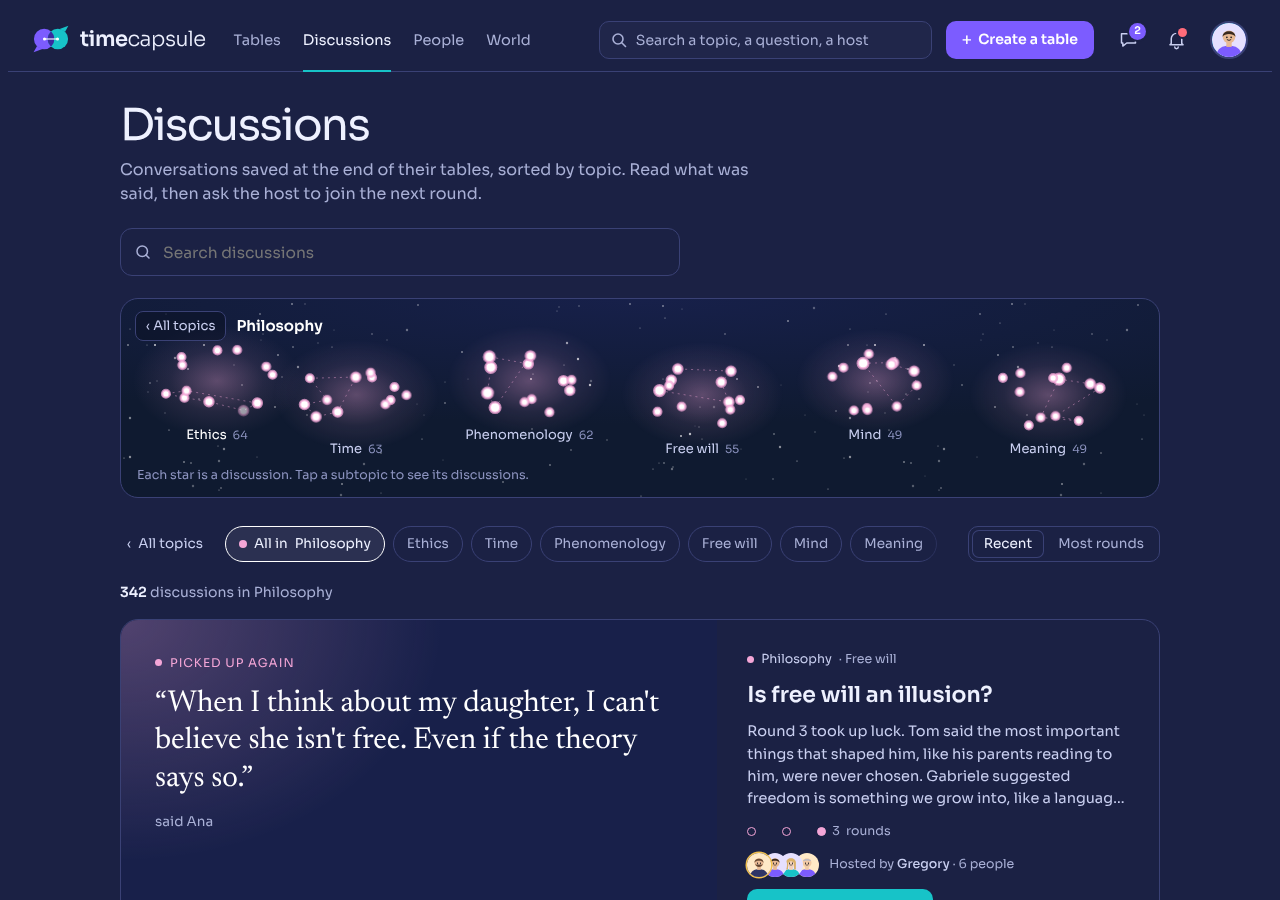 timecapsule Tables Discussions People World Search a topic, a question, a host + Create a table 2
Discussions
Conversations saved at the end of their tables, sorted by topic. Read what was
said, then ask the host to join the next round.
Search discussions
‹ All topics Philosophy
Ethics 64
Time 63
Phenomenology 62
Free will 55
Mind 49
Meaning 49
Each star is a discussion. Tap a subtopic to see its discussions.
‹ All topics All in Philosophy Ethics Time Phenomenology Free will Mind Meaning Recent Most rounds
342 discussions in Philosophy
PICKED UP AGAIN
“When I think about my daughter, I can't
believe she isn't free. Even if the theory
says so.”
said Ana
Philosophy · Free will
Is free will an illusion?
Round 3 took up luck. Tom said the most important
things that shaped him, like his parents reading to
him, were never chosen. Gabriele suggested
freedom is something we grow into, like a languag...
3 rounds
Hosted by Gregory · 6 people